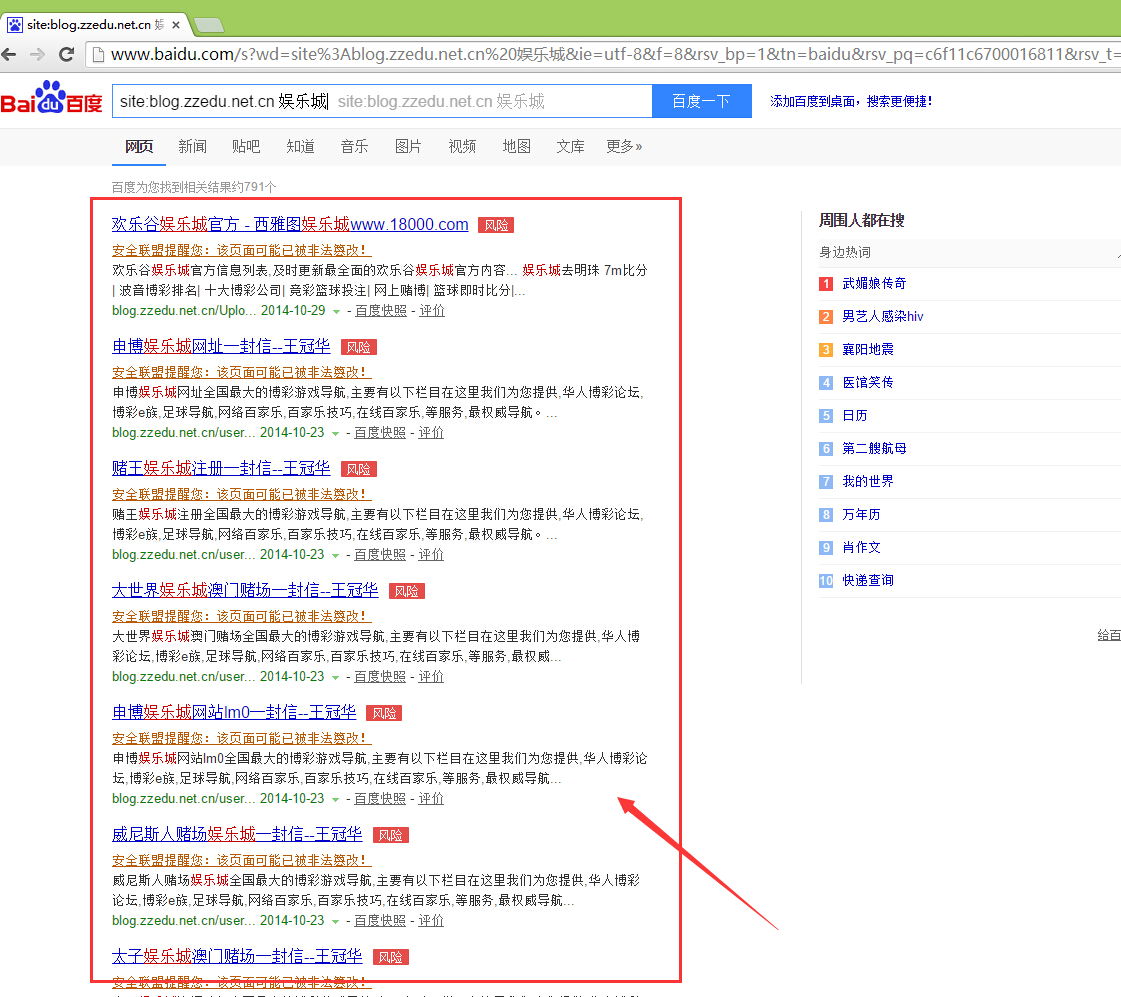 site:blog.zzedu.net.cn 娱
www.baidu.com/s?wd=site%3Ablog.zzedu.net.cn%20娱乐城&ie=utf-8&f=8&rsv_bp=1&tn=baidu&rsv_pq=c6f11c6700016811&rsv_t=
Bai du 百度
site:blog.zzedu.net.cn 娱乐城 site:blog.zzedu.net.cn 娱乐城
百度一下
添加百度到桌面，搜索更便捷!
网页 新闻 贴吧 知道 音乐 图片 视频 地图 文库 更多»
百度为您找到相关结果约791个
欢乐谷娱乐城官方 - 西雅图娱乐城www.18000.com 风险
安全联盟提醒您：该页面可能已被非法篡改！
欢乐谷娱乐城官方信息列表,及时更新最全面的欢乐谷娱乐城官方内容... 娱乐城去明珠 7m比分
| 波音博彩排名| 十大博彩公司| 竞彩篮球投注| 网上赌博| 篮球即时比分|...
blog.zzedu.net.cn/Uplo... 2014-10-29 - 百度快照 - 评价
申博娱乐城网址一封信--王冠华 风险
安全联盟提醒您：该页面可能已被非法篡改！
申博娱乐城网址全国最大的博彩游戏导航,主要有以下栏目在这里我们为您提供,华人博彩论坛,
博彩e族,足球导航,网络百家乐,百家乐技巧,在线百家乐,等服务,最权威导航。...
blog.zzedu.net.cn/user... 2014-10-23 - 百度快照 - 评价
赌王娱乐城注册一封信--王冠华 风险
安全联盟提醒您：该页面可能已被非法篡改！
赌王娱乐城注册全国最大的博彩游戏导航,主要有以下栏目在这里我们为您提供,华人博彩论坛,
博彩e族,足球导航,网络百家乐,百家乐技巧,在线百家乐,等服务,最权威导航。...
blog.zzedu.net.cn/user... 2014-10-23 - 百度快照 - 评价
大世界娱乐城澳门赌场一封信--王冠华 风险
安全联盟提醒您：该页面可能已被非法篡改！
大世界娱乐城澳门赌场全国最大的博彩游戏导航,主要有以下栏目在这里我们为您提供,华人博
彩论坛,博彩e族,足球导航,网络百家乐,百家乐技巧,在线百家乐,等服务,最权威...
blog.zzedu.net.cn/user... 2014-10-23 - 百度快照 - 评价
申博娱乐城网站lm0一封信--王冠华 风险
安全联盟提醒您：该页面可能已被非法篡改！
申博娱乐城网站lm0全国最大的博彩游戏导航,主要有以下栏目在这里我们为您提供,华人博彩论
坛,博彩e族,足球导航,网络百家乐,百家乐技巧,在线百家乐,等服务,最权威导航...
blog.zzedu.net.cn/user... 2014-10-23 - 百度快照 - 评价
威尼斯人赌场娱乐城一封信--王冠华 风险
安全联盟提醒您：该页面可能已被非法篡改！
威尼斯人赌场娱乐城全国最大的博彩游戏导航,主要有以下栏目在这里我们为您提供,华人博彩
论坛,博彩e族,足球导航,网络百家乐,百家乐技巧,在线百家乐,等服务,最权威导航...
blog.zzedu.net.cn/user... 2014-10-23 - 百度快照 - 评价
太子娱乐城澳门赌场一封信--王冠华 风险
安全联盟提醒您：该页面可能已被非法篡改！
周围人都在搜
身边热词
1 武媚娘传奇
2 男艺人感染hiv
3 襄阳地震
4 医馆笑传
5 日历
6 第二艘航母
7 我的世界
8 万年历
9 肖作文
10 快递查询
给百